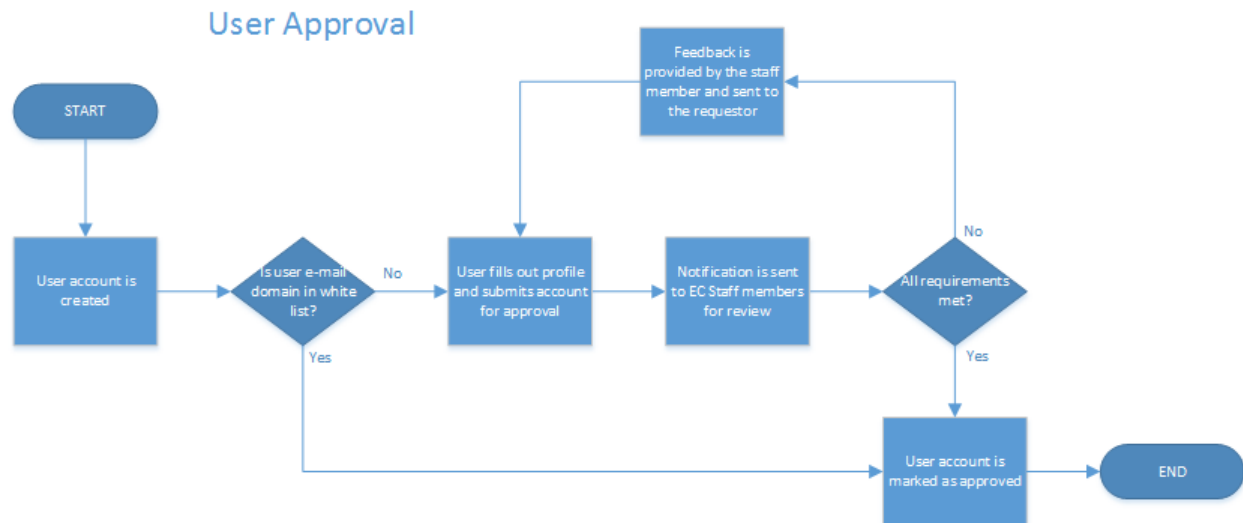 User Approval
START
Feedback is
provided by the staff
member and sent to
the requestor
User account is
created
Is user e-mail
domain in white
list?
No
User fills out profile
and submits account
for approval
Notification is sent
to EC Staff members
for review
All requirements
met?
No
Yes
Yes
User account is
marked as approved
END